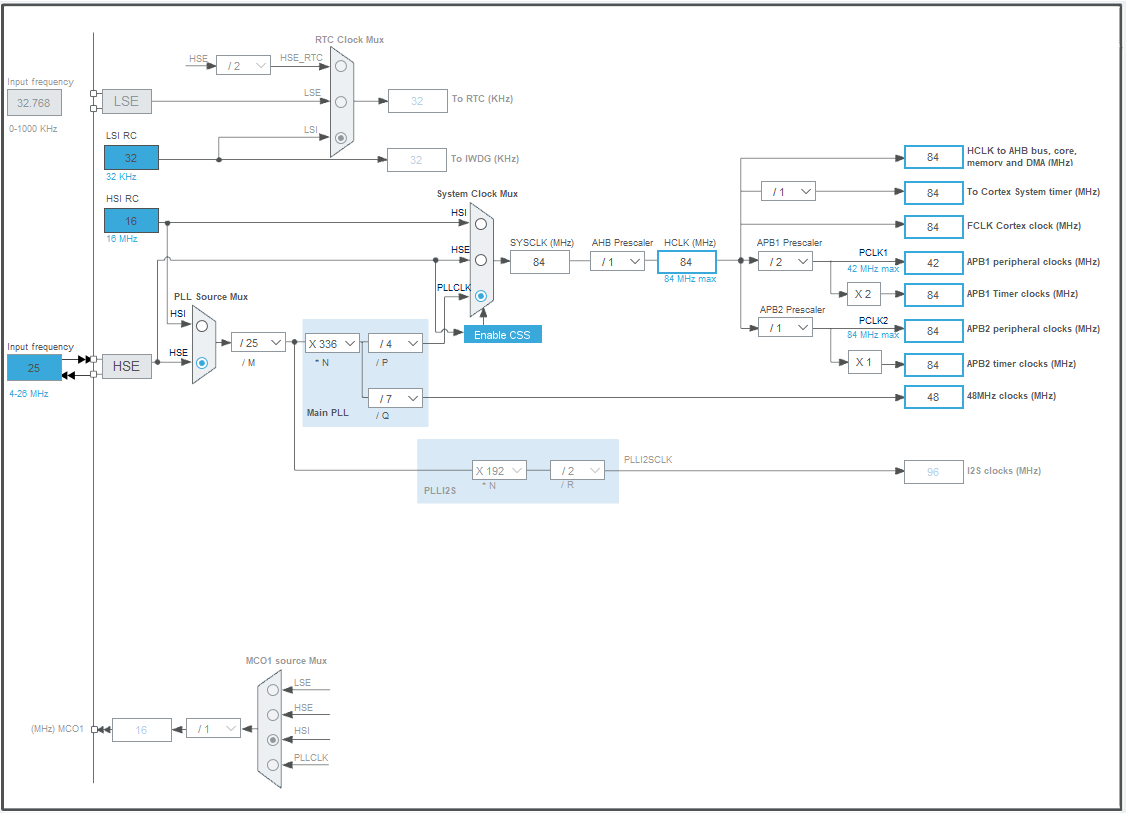 RTC Clock Mux
HSE
/ 2
HSE_RTC
Input frequency
32.768
0-1000 KHz
LSE
LSE
32
To RTC (KHz)
LSI
LSI RC
32
32 KHz
32
To IWDG (KHz)
HSI RC
16
16 MHz
System Clock Mux
HSI
HSE
PLLCLK
SYSCLK (MHz)
84
AHB Prescaler
/ 1
HCLK (MHz)
84
84 MHz max
84
HCLK to AHB bus, core,
memory and DMA (MHz)
/ 1
84
To Cortex System timer (MHz)
84
FCLK Cortex clock (MHz)
APB1 Prescaler
/ 2
PCLK1
42 MHz max
42
APB1 peripheral clocks (MHz)
X 2
84
APB1 Timer clocks (MHz)
APB2 Prescaler
/ 1
PCLK2
84 MHz max
84
APB2 peripheral clocks (MHz)
X 1
84
APB2 timer clocks (MHz)
Enable CSS
PLL Source Mux
HSI
HSE
Input frequency
25
4-26 MHz
HSE
/ 25
/ M
X 336
* N
/ 4
/ P
/ 7
/ Q
Main PLL
48
48MHz clocks (MHz)
X 192
* N
/ 2
/ R
PLLI2S
PLLI2SCLK
96
I2S clocks (MHz)
MCO1 source Mux
LSE
HSE
HSI
PLLCLK
(MHz) MCO1
16
/ 1